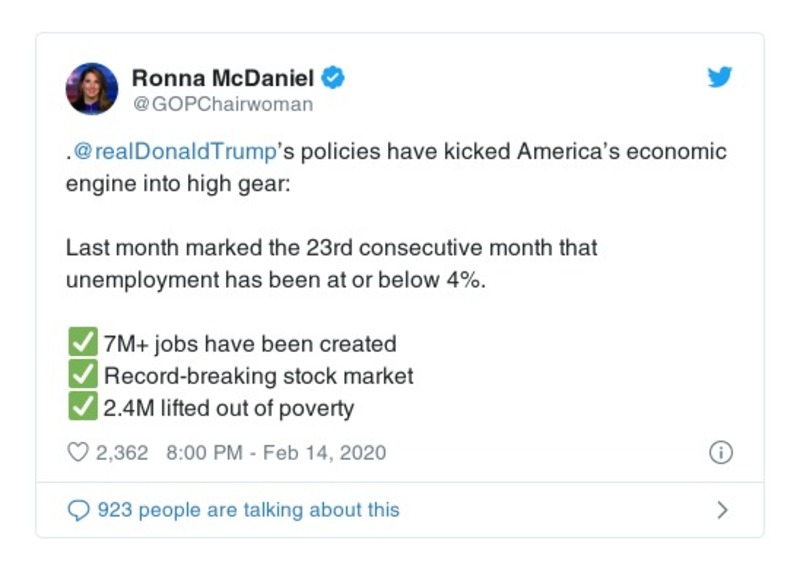 Ronna McDaniel
@GOPChairwoman
.@realDonaldTrump’s policies have kicked America’s economic
engine into high gear:
Last month marked the 23rd consecutive month that
unemployment has been at or below 4%.
✅ 7M+ jobs have been created
✅ Record-breaking stock market
✅ 2.4M lifted out of poverty
2,362 8:00 PM - Feb 14, 2020
923 people are talking about this